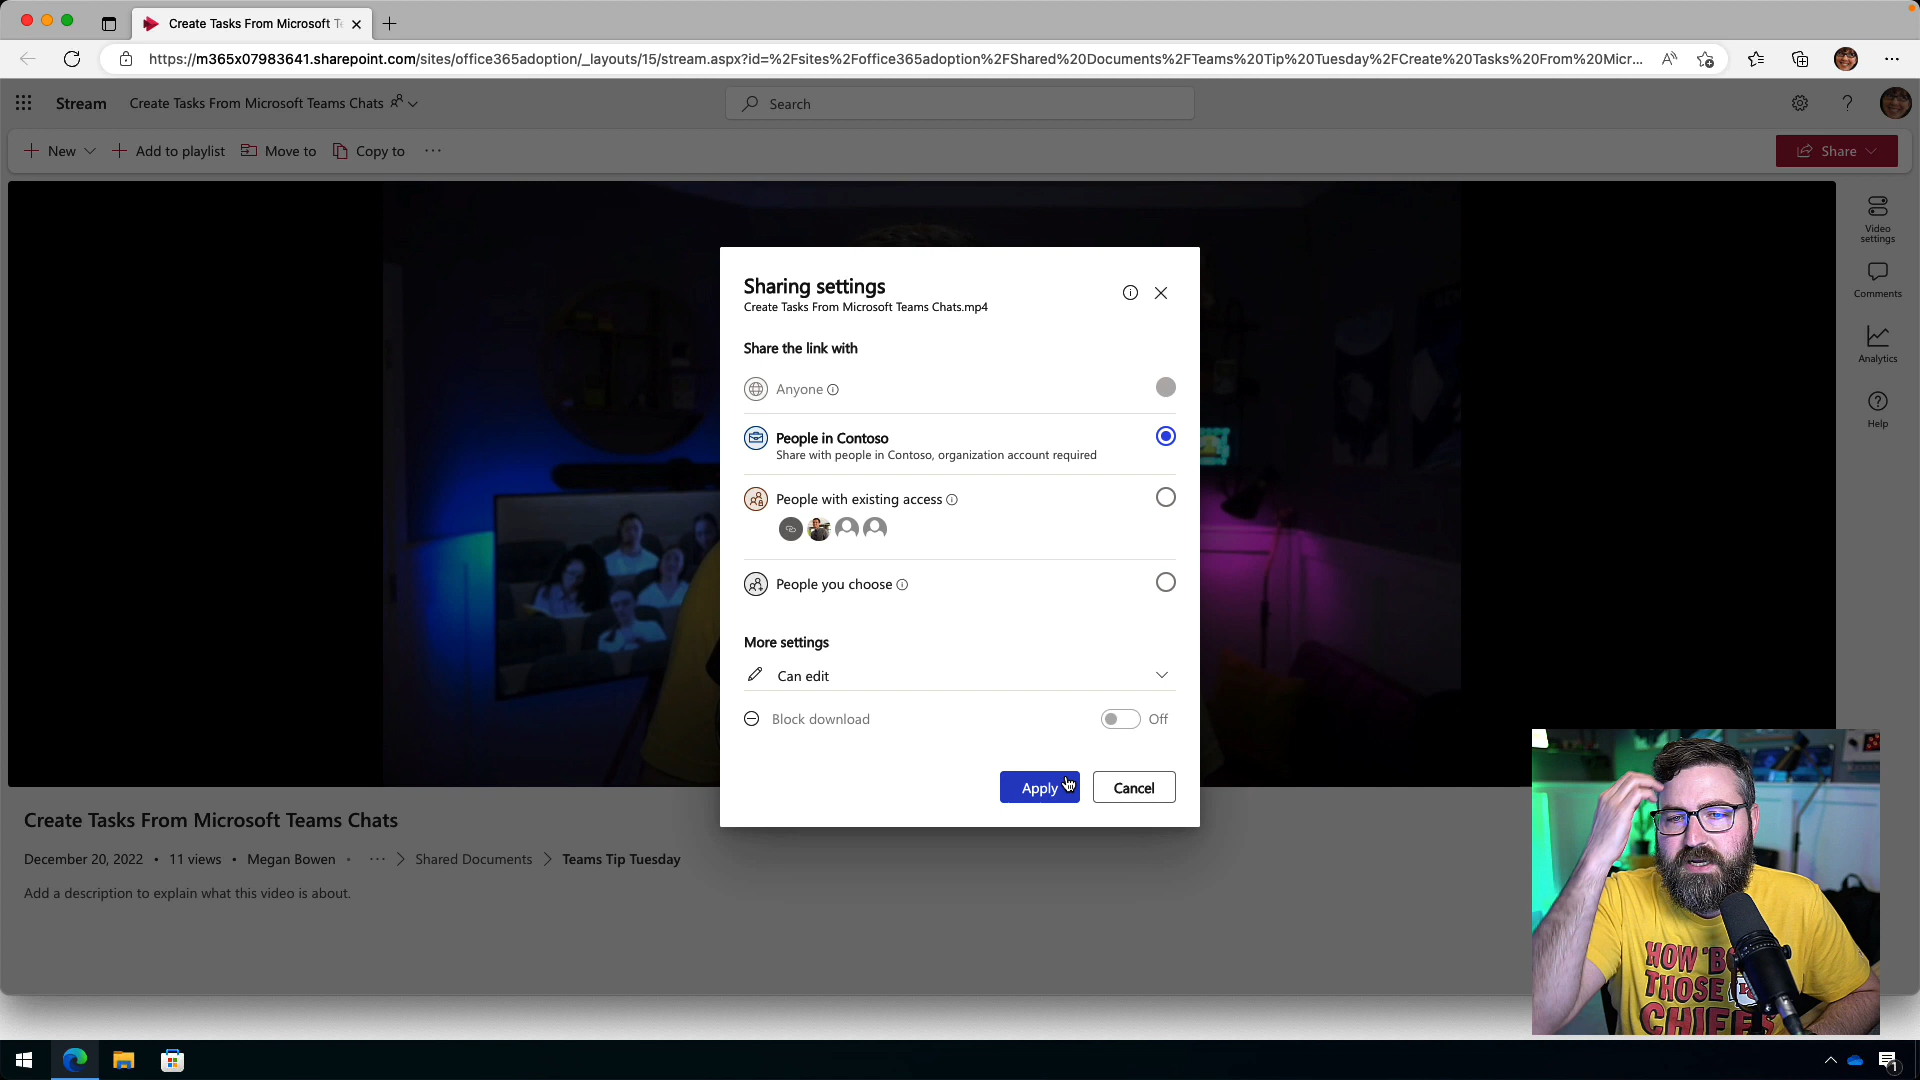 Create Tasks From Microsoft Te
https://m365x07983641.sharepoint.com/sites/office365adoption/_layouts/15/stream.aspx?id=%2Fsites%2Foffice365adoption%2FShared%20Documents%2FTeams%20Tip%20Tuesday%2FCreate%20Tasks%20From%20Micr...
Stream
Create Tasks From Microsoft Teams Chats
Search
New
Add to playlist
Move to
Copy to
Share
Video settings
Comments
Analytics
Help
Sharing settings
Create Tasks From Microsoft Teams Chats.mp4
Share the link with
Anyone
People in Contoso
Share with people in Contoso, organization account required
People with existing access
People you choose
More settings
Can edit
Block download
Off
Apply
Cancel
Create Tasks From Microsoft Teams Chats
December 20, 2022 • 11 views • Megan Bowen • ··· > Shared Documents > Teams Tip Tuesday
Add a description to explain what this video is about.
HOW 'BO
THOSE
CHIEFS
1